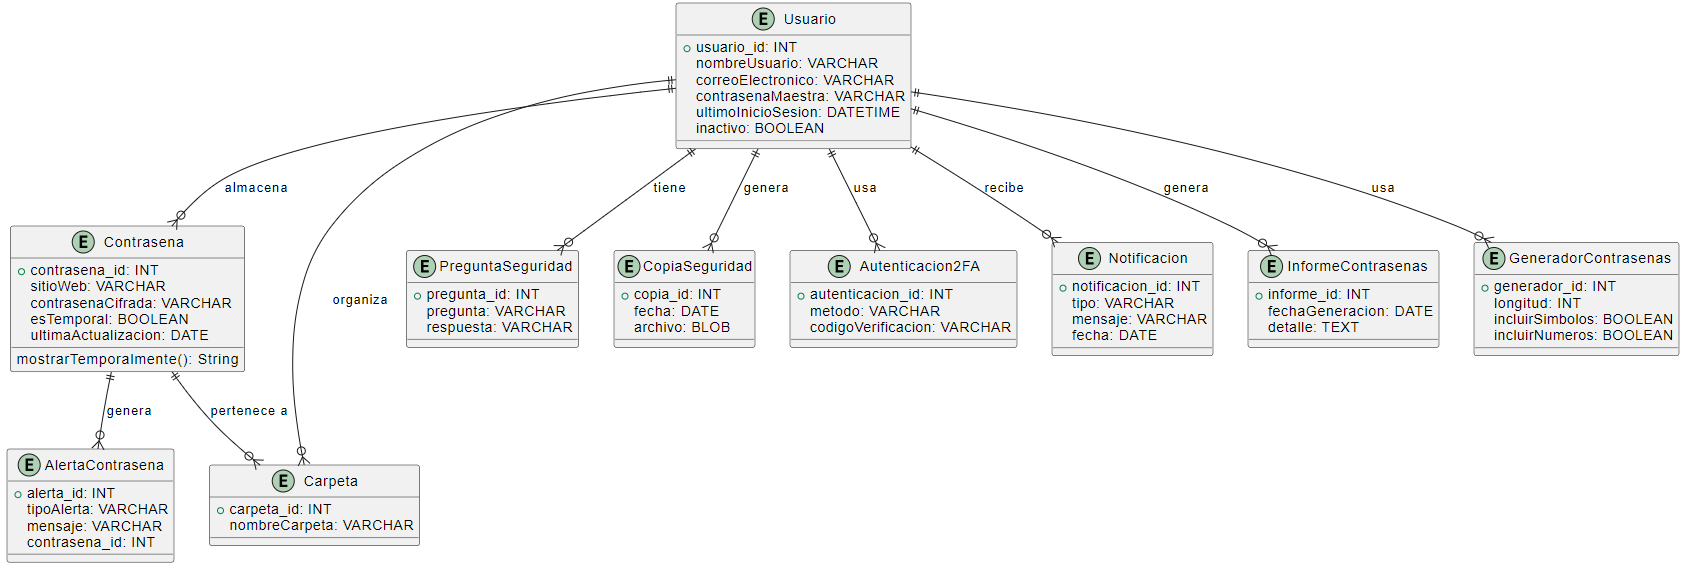 E Usuario
usuario_id: INT
nombreUsuario: VARCHAR
correoElectronico: VARCHAR
contrasenaMaestra: VARCHAR
ultimoInicioSesion: DATETIME
inactivo: BOOLEAN
almacena
tiene
genera
usa
recibe
genera
usa
organiza
E Contrasena
contrasena_id: INT
sitioWeb: VARCHAR
contrasenaCifrada: VARCHAR
esTemporal: BOOLEAN
ultimaActualizacion: DATE
mostrarTemporalmente(): String
E PreguntaSeguridad
pregunta_id: INT
pregunta: VARCHAR
respuesta: VARCHAR
E CopiaSeguridad
copia_id: INT
fecha: DATE
archivo: BLOB
E Autenticacion2FA
autenticacion_id: INT
metodo: VARCHAR
codigoVerificacion: VARCHAR
E Notificacion
notificacion_id: INT
tipo: VARCHAR
mensaje: VARCHAR
fecha: DATE
E InformeContrasenas
informe_id: INT
fechaGeneracion: DATE
detalle: TEXT
E GeneradorContrasenas
generador_id: INT
longitud: INT
incluirSimbolos: BOOLEAN
incluirNumeros: BOOLEAN
genera
pertenece a
E AlertaContrasena
alerta_id: INT
tipoAlerta: VARCHAR
mensaje: VARCHAR
contrasena_id: INT
E Carpeta
carpeta_id: INT
nombreCarpeta: VARCHAR